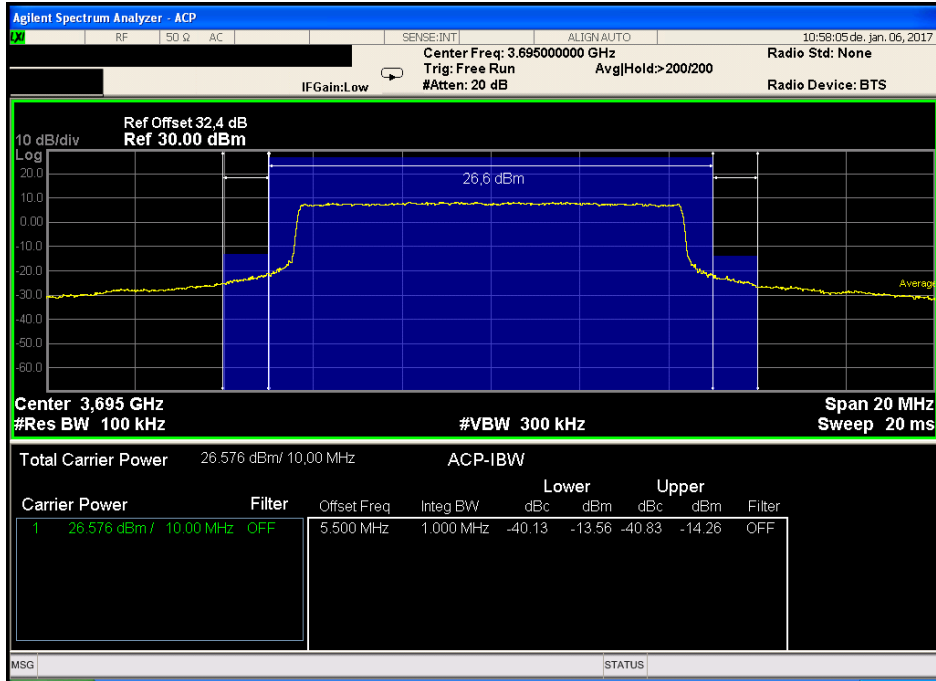 Agilent Spectrum Analyzer - ACP
LXI RF 50 Ω AC SENSE:INT ALIGN AUTO 10:58:05 de. jan. 06, 2017
Center Freq: 3.695000000 GHz Radio Std: None
Trig: Free Run Avg|Hold:>200/200
IFGain:Low #Atten: 20 dB Radio Device: BTS
Ref Offset 32,4 dB
10 dB/div Ref 30.00 dBm
Log
20.0
26,6 dBm
10.0
0.00
-10.0
-20.0
Average
-30.0
-40.0
-50.0
-60.0
Center 3,695 GHz Span 20 MHz
#Res BW 100 kHz #VBW 300 kHz Sweep 20 ms
Total Carrier Power 26.576 dBm/ 10,00 MHz ACP-IBW
Lower Upper
Carrier Power Filter Offset Freq Integ BW dBc dBm dBc dBm Filter
1 26.576 dBm / 10.00 MHz OFF 5.500 MHz 1.000 MHz -40.13 -13.56 -40.83 -14.26 OFF
MSG STATUS